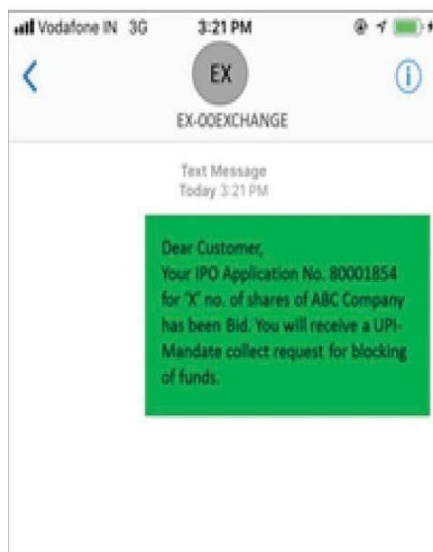 Vodafone IN 3G 3:21 PM
EX
EX-00EXCHANGE
Text Message
Today 3:21 PM
Dear Customer,
Your IPO Application No. 80001854
for "X" no. of shares of ABC Company
has been Bid. You will receive a UPI-
Mandate collect request for blocking
of funds.